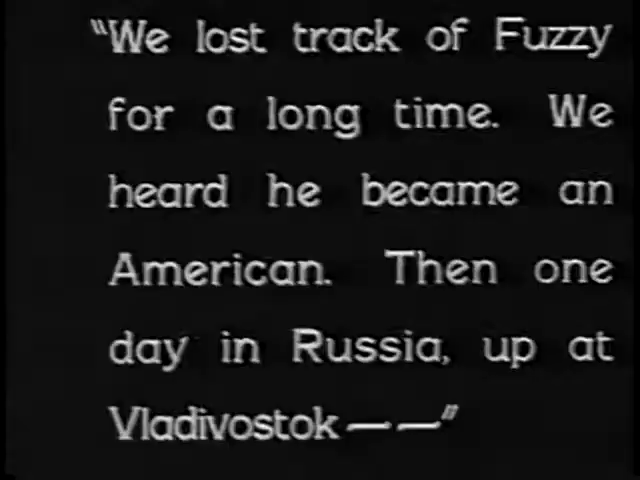 "We lost track of Fuzzy
for a long time. We
heard he became an
American. Then one
day in Russia, up at
Vladivostok — —"